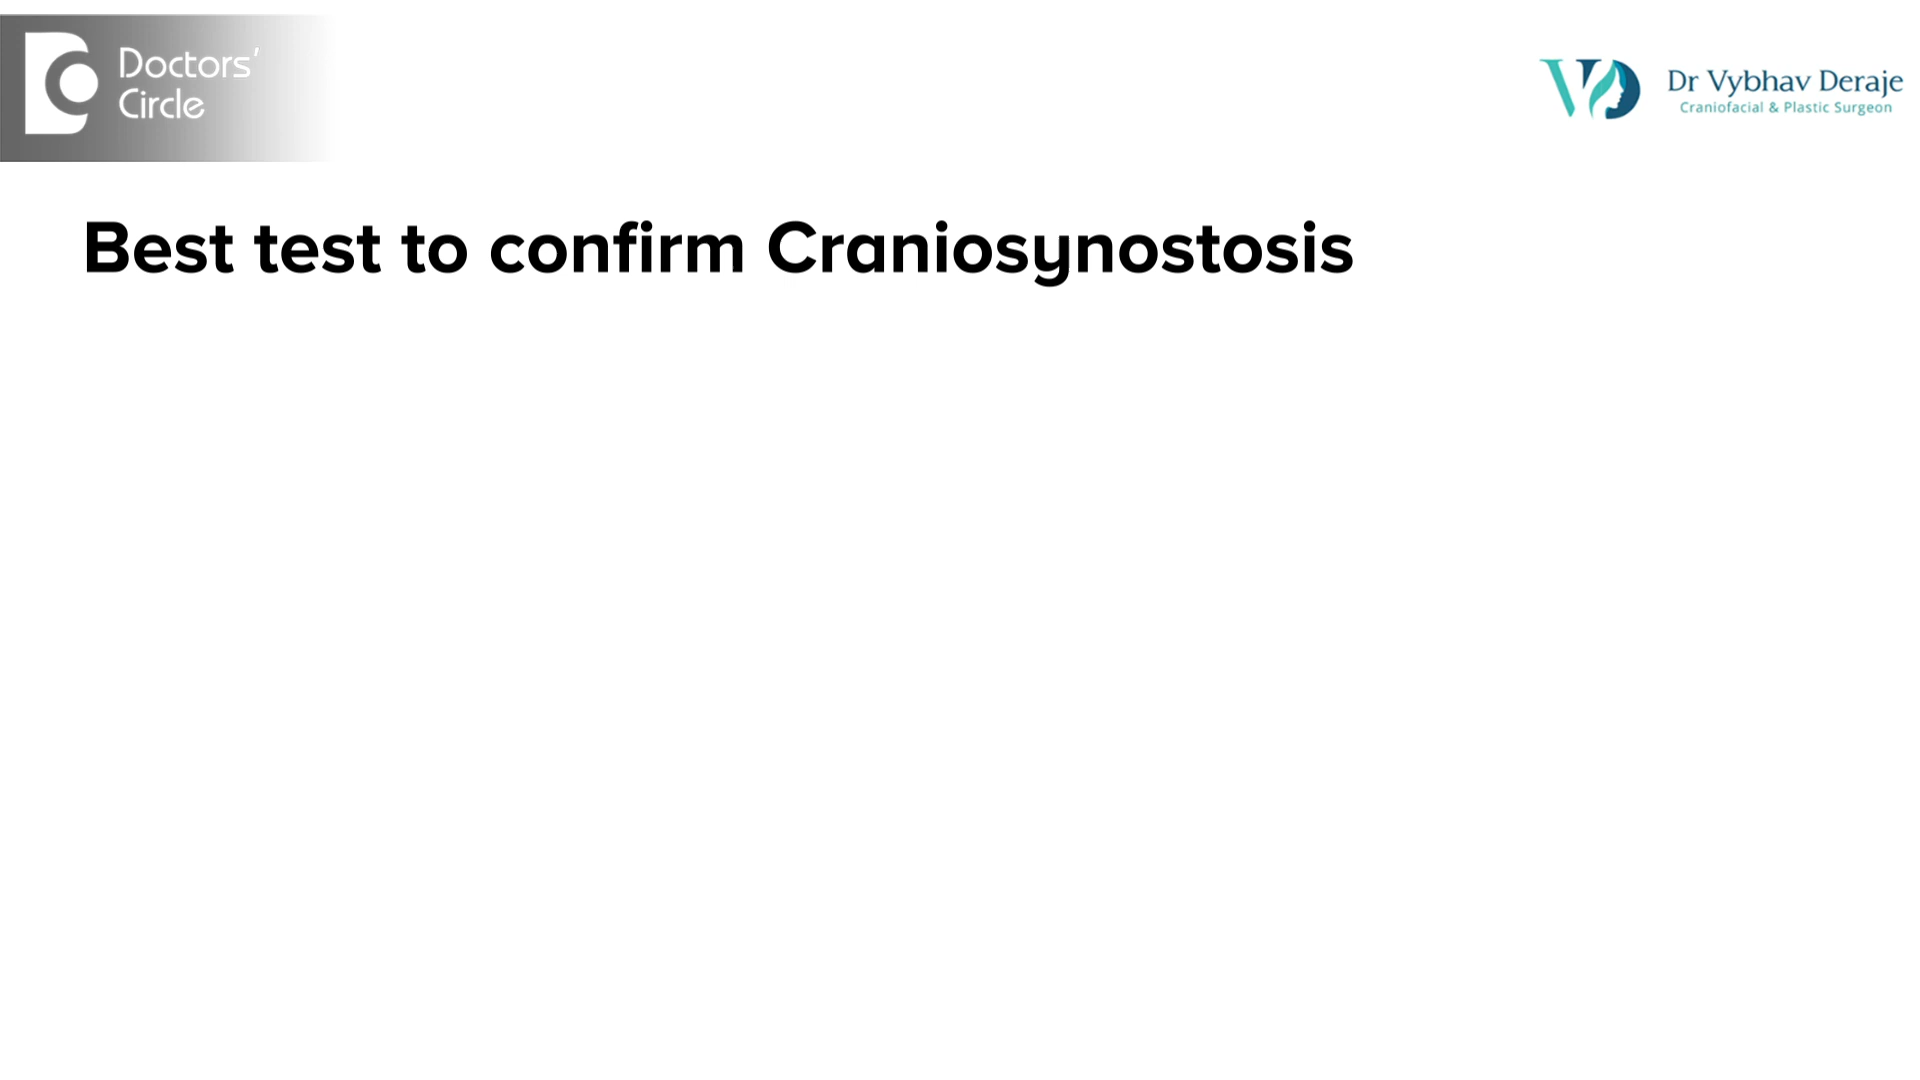 Doctors'
Circle
Dr Vybhav Deraje
Craniofacial & Plastic Surgeon
Best test to confirm Craniosynostosis